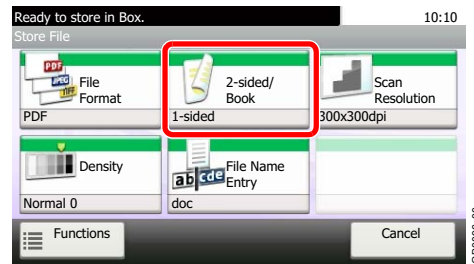 Ready to store in Box.
10:10
Store File
PDF
JPEG
TIFF
File
Format
PDF
2-sided/
Book
1-sided
Scan
Resolution
300x300dpi
Density
Normal 0
ab cde
File Name
Entry
doc
Functions
Cancel